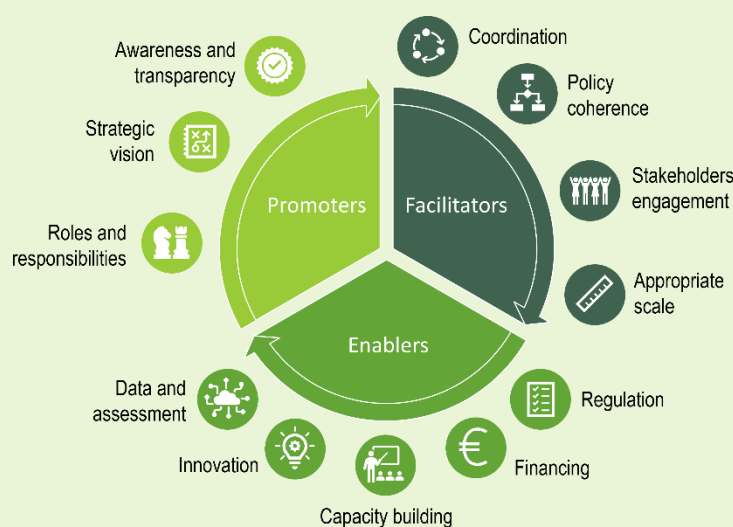 Awareness and
transparency
Strategic
vision
Roles and
responsibilities
Promoters
Coordination
Policy
coherence
Stakeholders
engagement
Appropriate
scale
Facilitators
Enablers
Regulation
Financing
Capacity building
Innovation
Data and
assessment
€